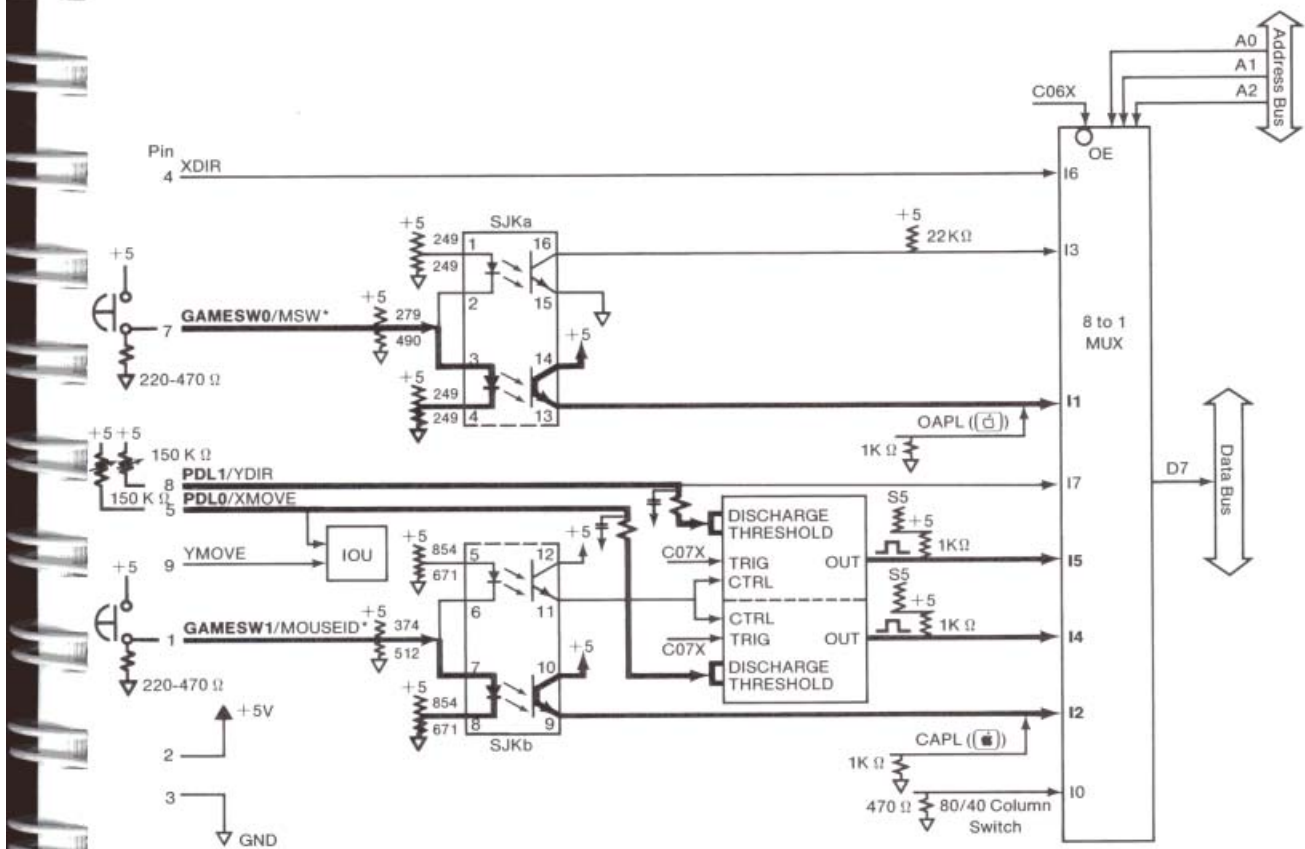 A0
A1
A2
Address Bus
C06X
OE
Pin
4 XDIR
I6
SJKa
+5
249
249
1
16
2
15
+5
22KΩ
I3
+5
7 GAMESW0/MSW*
220-470 Ω
+5
279
490
+5
3
14
249
249
4
13
+5
8 to 1
MUX
I1
OAPL ( )
1K Ω
+5 +5
150 K Ω
8 PDL1/YDIR
150 K Ω
5 PDL0/XMOVE
I7
D7
Data Bus
DISCHARGE
THRESHOLD
C07X
TRIG
OUT
CTRL
S5
+5
1KΩ
I5
9 YMOVE
IOU
854
671
5
12
+5
6
11
CTRL
TRIG
OUT
C07X
DISCHARGE
THRESHOLD
S5
+5
1K Ω
I4
+5
1 GAMESW1/MOUSEID*
220-470 Ω
+5
374
512
7
10
+5
+5
854
671
8
9
SJKb
I2
CAPL ( )
1K Ω
+5V
2
3
GND
470 Ω
80/40 Column
Switch
I0